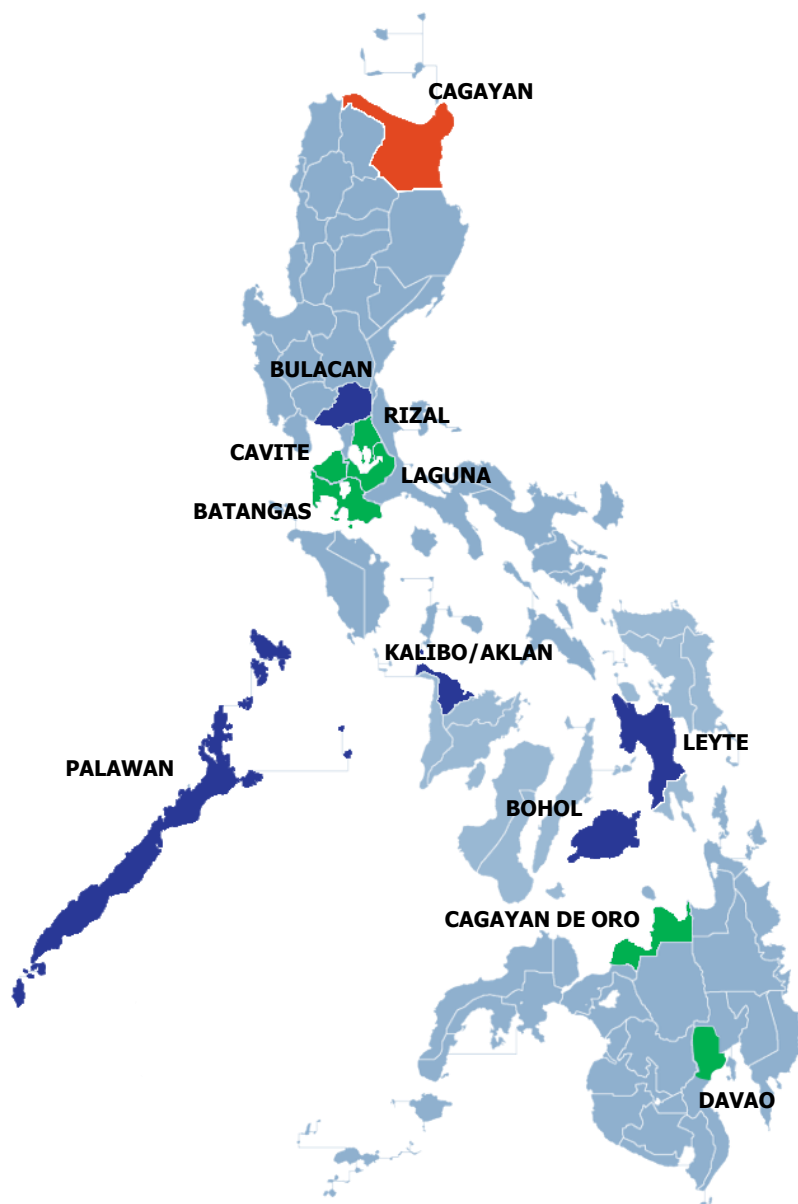 CAGAYAN
BULACAN
RIZAL
CAVITE
LAGUNA
BATANGAS
KALIBO/AKLAN
LEYTE
PALAWAN
BOHOL
CAGAYAN DE ORO
DAVAO